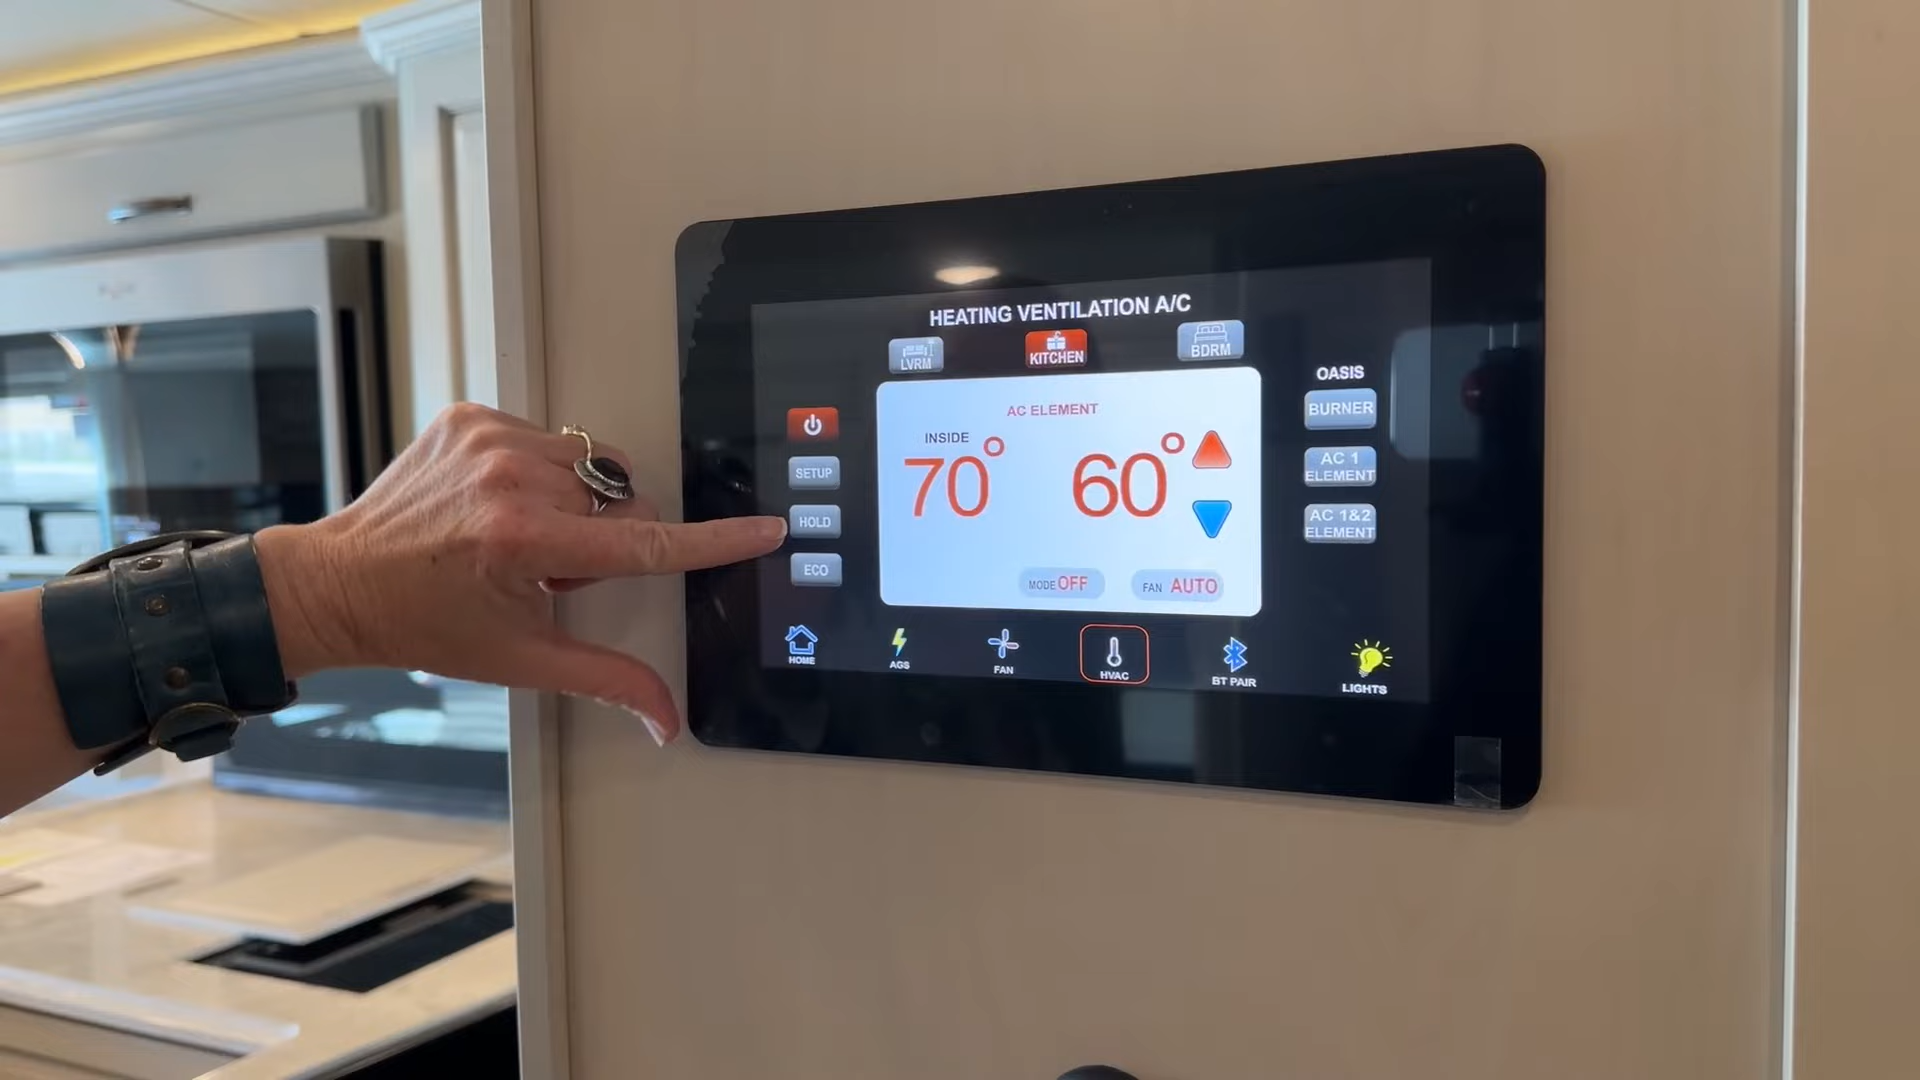 HEATING VENTILATION A/C
LVRM
KITCHEN
BDRM
OASIS
BURNER
AC 1
ELEMENT
AC 1&2
ELEMENT
SETUP
HOLD
ECO
AC ELEMENT
INSIDE
70°
60°
MODE OFF
FAN AUTO
HOME
AGS
FAN
HVAC
BT PAIR
LIGHTS